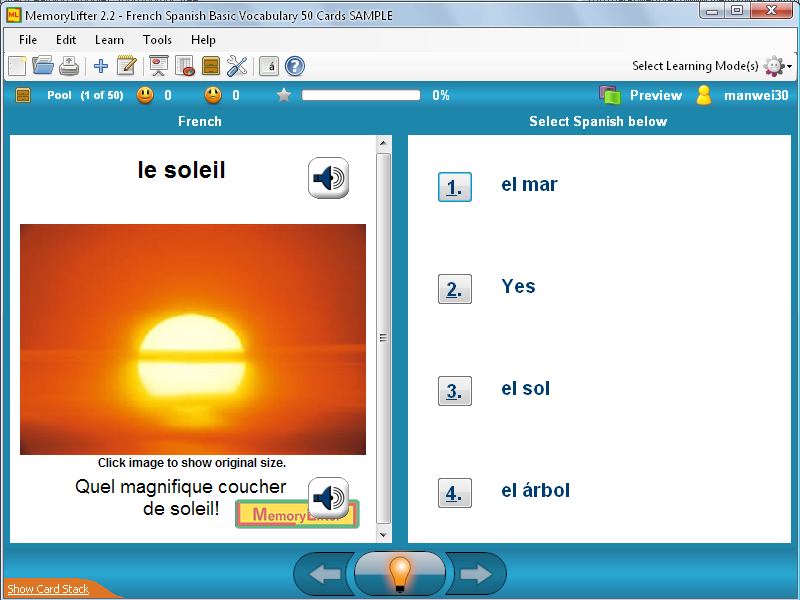 MemoryLifter 2.2 - French Spanish Basic Vocabulary 50 Cards SAMPLE
File Edit Learn Tools Help
Select Learning Mode(s)
Pool (1 of 50) 0 0 0% Preview manwei30
French
le soleil
Click image to show original size.
Quel magnifique coucher
de soleil!
MemoryLifter
Select Spanish below
1. el mar
2. Yes
3. el sol
4. el árbol
Show Card Stack